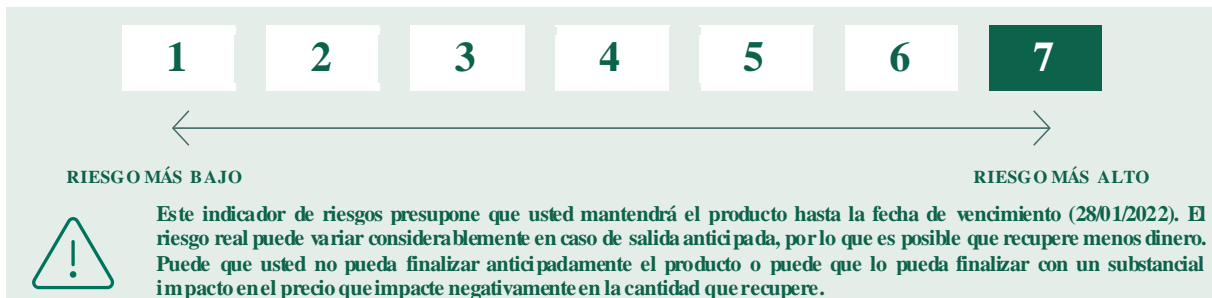 1 2 3 4 5 6 7
RIESGO MÁS BAJO RIESGO MÁS ALTO
Este indicador de riesgos presupone que usted mantendrá el producto hasta la fecha de vencimiento (28/01/2022). El
riesgo real puede variar considerablemente en caso de salida anticipada, por lo que es posible que recupere menos dinero.
Puede que usted no pueda finalizar anticipadamente el producto o puede que lo pueda finalizar con un substancial
impacto en el precio que impacte negativamente en la cantidad que recupere.